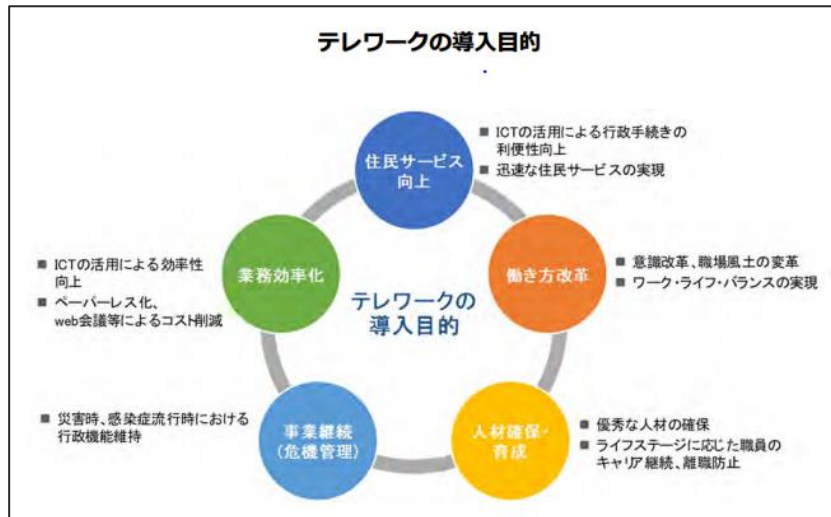 テレワークの導入目的
住民サービス
向上
■ ICTの活用による行政手続きの
利便性向上
■ 迅速な住民サービスの実現
働き方改革
■ 意識改革、職場風土の変革
■ ワーク・ライフ・バランスの実現
人材確保・
育成
■ 優秀な人材の確保
■ ライフステージに応じた職員の
キャリア継続、離職防止
事業継続
(危機管理)
■ 災害時、感染症流行時における
行政機能維持
業務効率化
■ ICTの活用による効率性
向上
■ ペーパーレス化、
web会議等によるコスト削減
テレワークの
導入目的